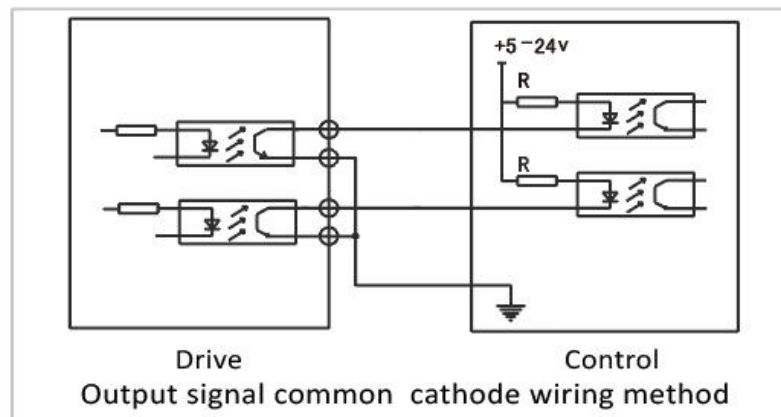 +5-24v
R
R
Drive Control
Output signal common cathode wiring method